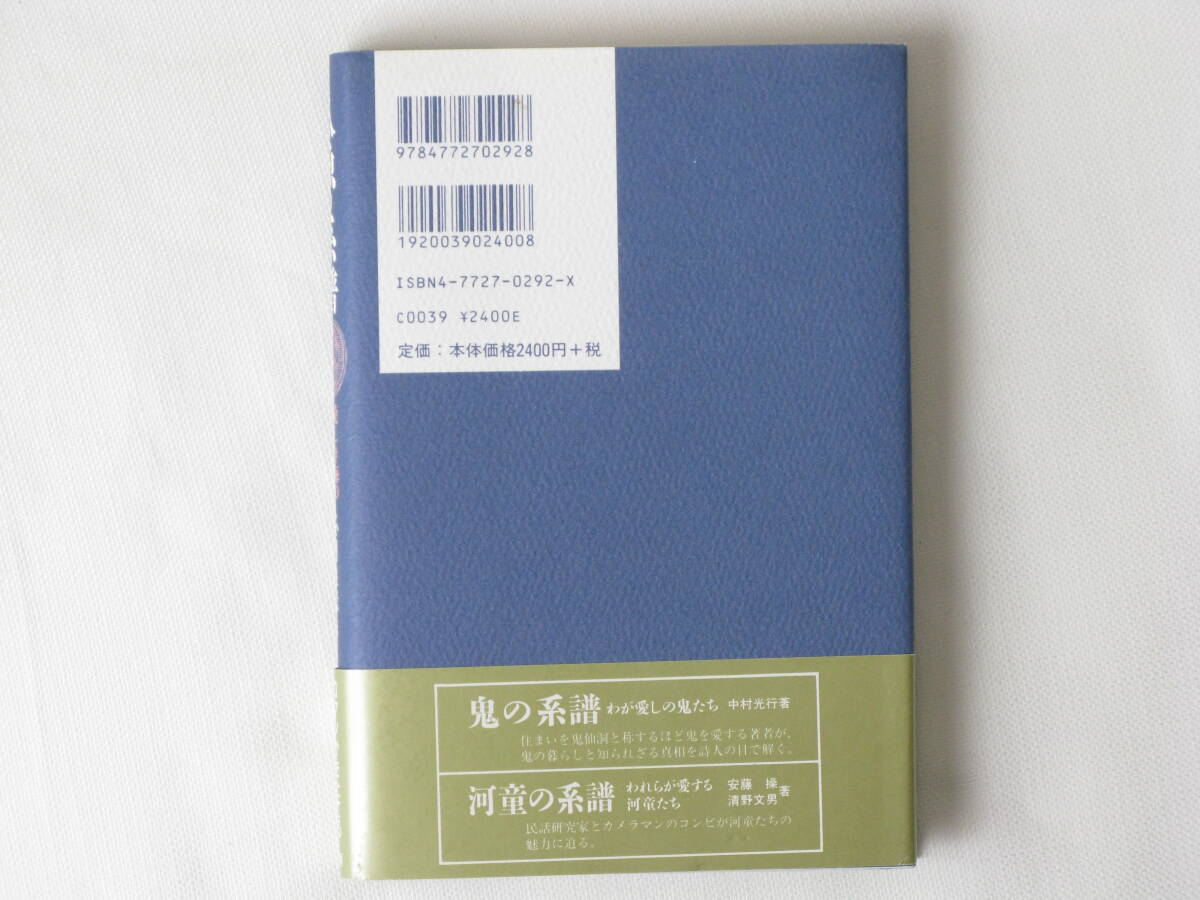 9784772702928
1920039024008
ISBN4-7727-0292-X
C0039 ¥2400E
定価：本体価格2400円＋税
鬼の系譜 わが愛しの鬼たち 中村光行著
住まいを鬼仙洞と称するほど鬼を愛する著者が、
鬼の暮らしと知られざる真相を詩人の目で解く。
河童の系譜 われらが愛する河童たち 安藤 操 清野文男 著
民話研究家とカメラマンのコンビが河童たちの
魅力に迫る。